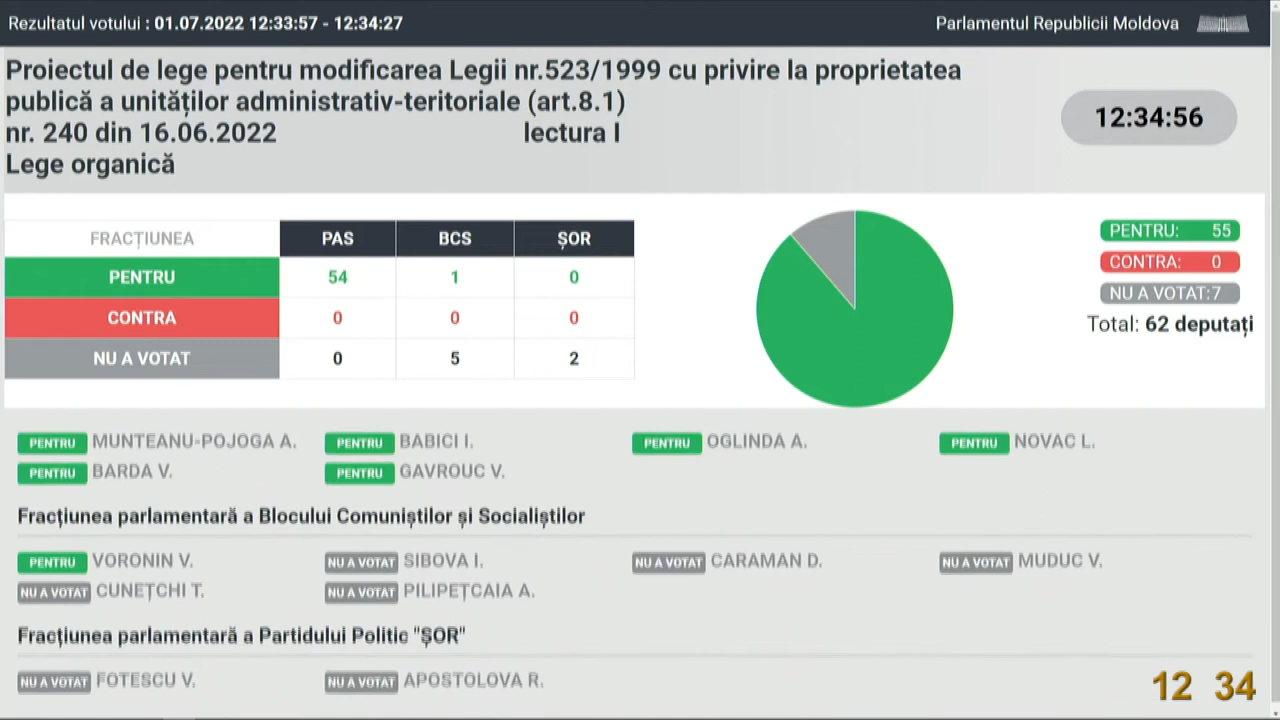 Rezultatul votului : 01.07.2022 12:33:57 - 12:34:27
Parlamentul Republicii Moldova
Proiectul de lege pentru modificarea Legii nr.523/1999 cu privire la proprietatea
publică a unităților administrativ-teritoriale (art.8.1)
nr. 240 din 16.06.2022 lectura I
Lege organică
12:34:56
FRACȚIUNEA PAS BCS ȘOR
PENTRU 54 1 0
CONTRA 0 0 0
NU A VOTAT 0 5 2
PENTRU: 55
CONTRA: 0
NU A VOTAT: 7
Total: 62 deputați
PENTRU MUNTEANU-POJOGA A. PENTRU BABICI I. PENTRU OGLINDA A. PENTRU NOVAC L.
PENTRU BARDA V. PENTRU GAVROUC V.
Fracțiunea parlamentară a Blocului Comuniștilor și Socialiștilor
PENTRU VORONIN V. NU A VOTAT SIBOVA I. NU A VOTAT CARAMAN D. NU A VOTAT MUDUC V.
NU A VOTAT CUNEȚCHI T. NU A VOTAT PILIPEȚCAIA A.
Fracțiunea parlamentară a Partidului Politic "ȘOR"
NU A VOTAT FOTESCU V. NU A VOTAT APOSTOLOVA R.
12 34